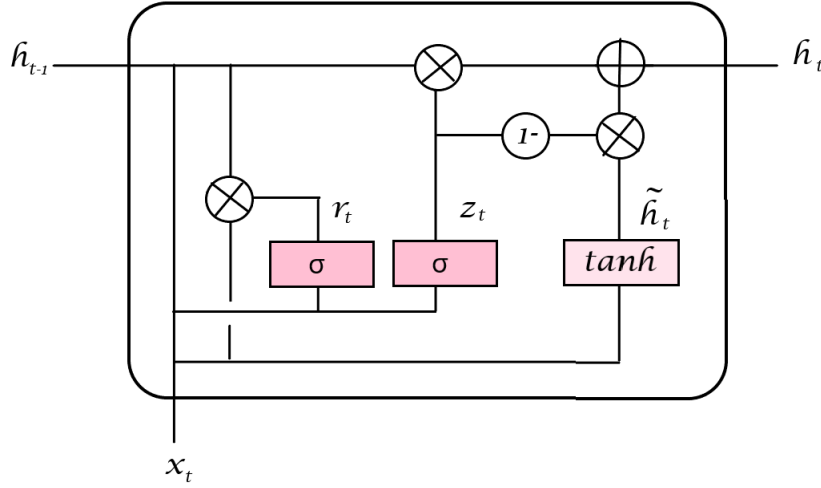 h_{t-1}
h_t
1-
r_t
z_t
h̃_t
σ
σ
tanh
x_t